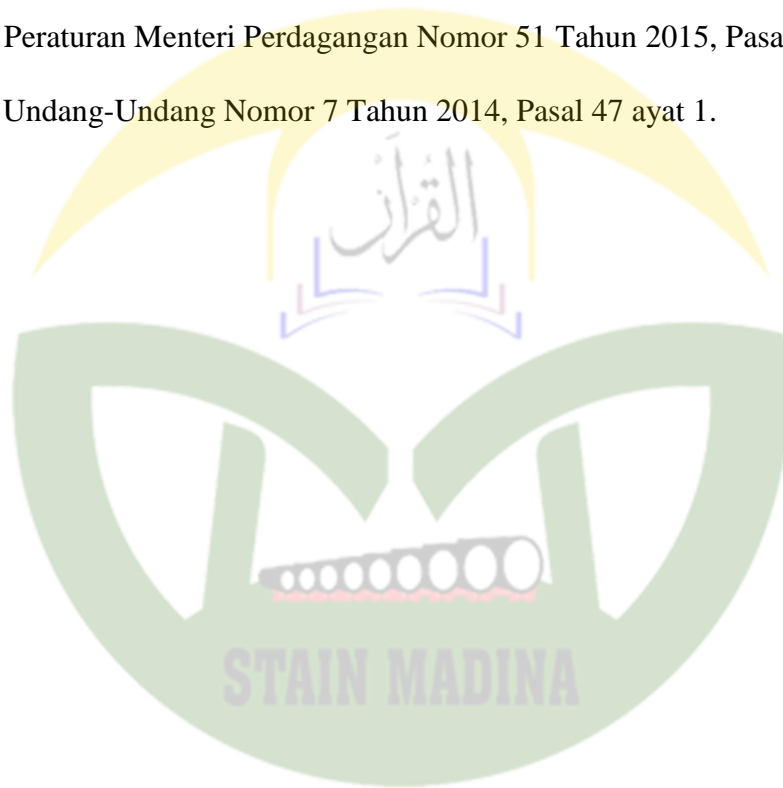 Peraturan Menteri Perdagangan Nomor 51 Tahun 2015, Pasa
Undang-Undang Nomor 7 Tahun 2014, Pasal 47 ayat 1.
القرآن
STAIN MADINA